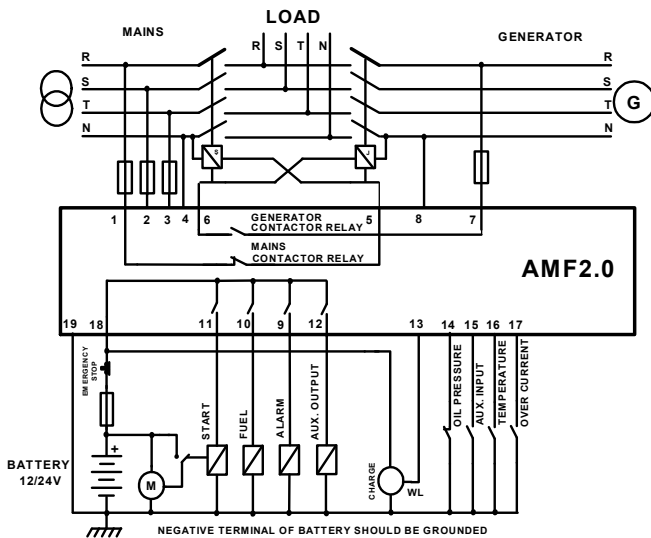 LOAD
MAINS
GENERATOR
R S T N
R
S
T
N
R
S
T
N
G
S
J
1 2 3 4 6 5 8 7
GENERATOR
CONTACTOR RELAY
MAINS
CONTACTOR RELAY
AMF2.0
19 18 11 10 9 12 13 14 15 16 17
EMERGENCY
STOP
START
FUEL
ALARM
AUX. OUTPUT
OIL PRESSURE
AUX. INPUT
TEMPERATURE
OVER CURRENT
+
BATTERY
12/24V
M
CHARGE
WL
NEGATIVE TERMINAL OF BATTERY SHOULD BE GROUNDED